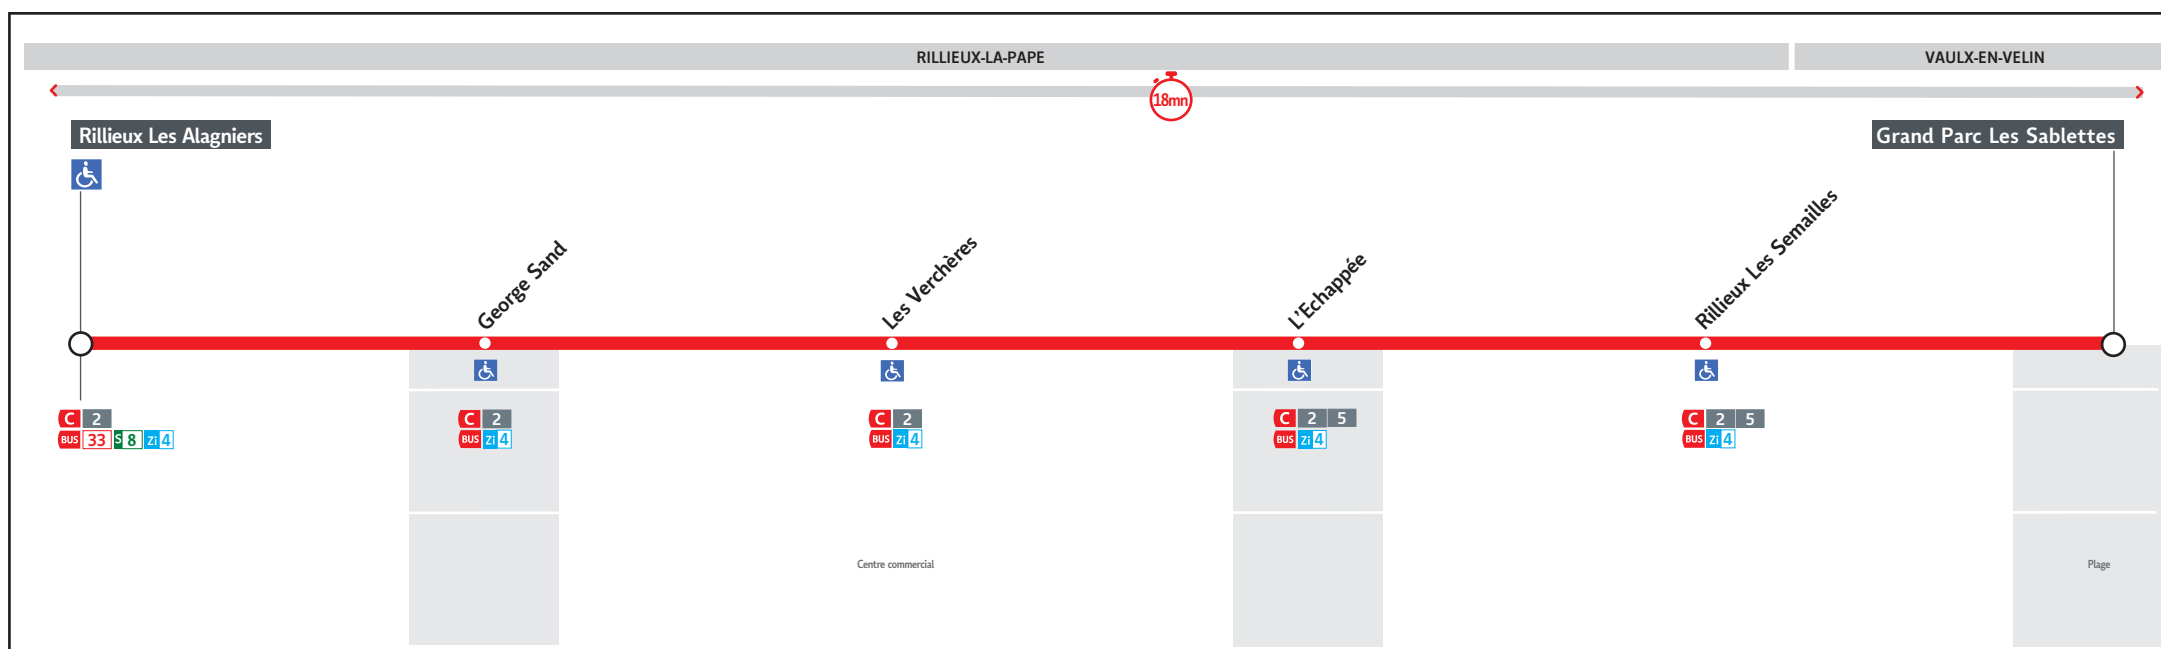 RILLIEUX-LA-PAPE
VAULX-EN-VELIN
18mn
Rillieux Les Alagniers
Grand Parc Les Sablettes
George Sand
Les Verchères
L'Echappée
Rillieux Les Semailles
C 2
BUS 33 S 8 Zi 4
C 2
BUS Zi 4
C 2
BUS Zi 4
C 2 5
BUS Zi 4
C 2 5
BUS Zi 4
Centre commercial
Plage